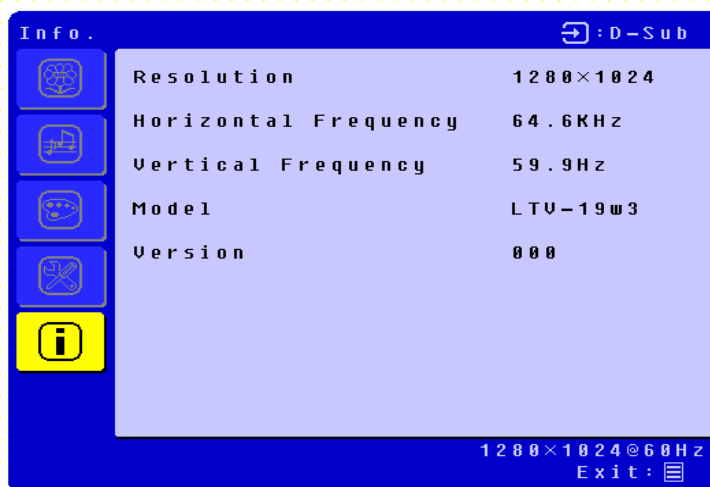 Info. :D-Sub
Resolution 1280×1024
Horizontal Frequency 64.6KHz
Vertical Frequency 59.9Hz
Model LTV-19w3
Version 000
1280×1024@60Hz
Exit: